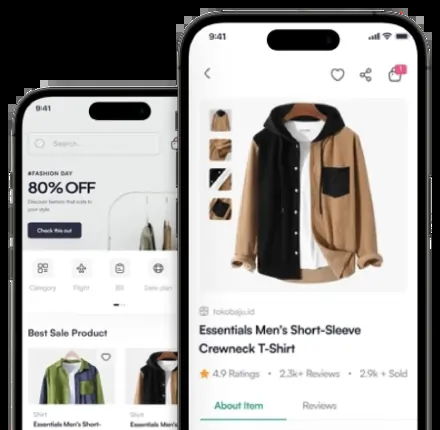 9:41
Search..
#FASHION DAY
80% OFF
Discover fashion that suits to
your style
Check this out
Category
Flight
Bill
Data plan
Best Sale Product
Shirt
Essentials Men's Short-
Shirt
Essentials Men's Short-
9:41
1
tokobaju.id
Essentials Men's Short-Sleeve
Crewneck T-Shirt
4.9 Ratings • 2.3k+ Reviews • 2.9k + Sold
About Item
Reviews